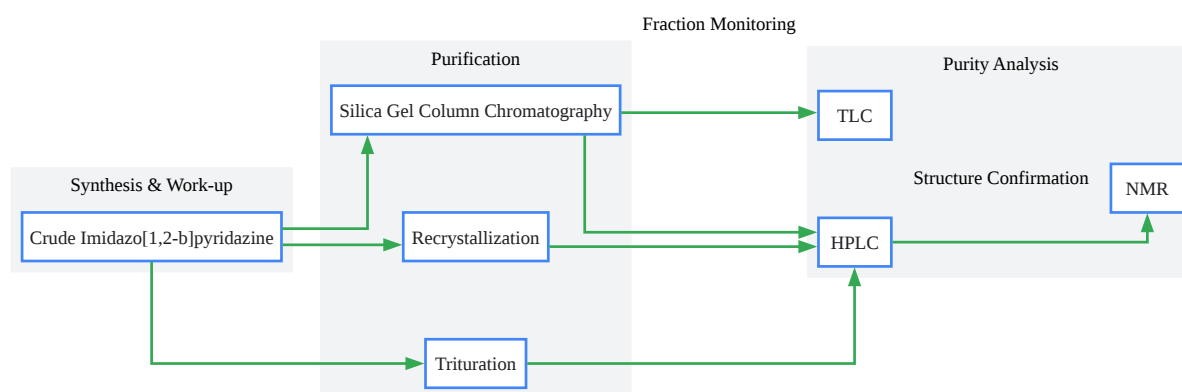 Fraction Monitoring
Purification
Purity Analysis
Silica Gel Column Chromatography
TLC
Synthesis & Work-up
Structure Confirmation
NMR
Crude Imidazo[1,2-b]pyridazine
Recrystallization
HPLC
Trituration